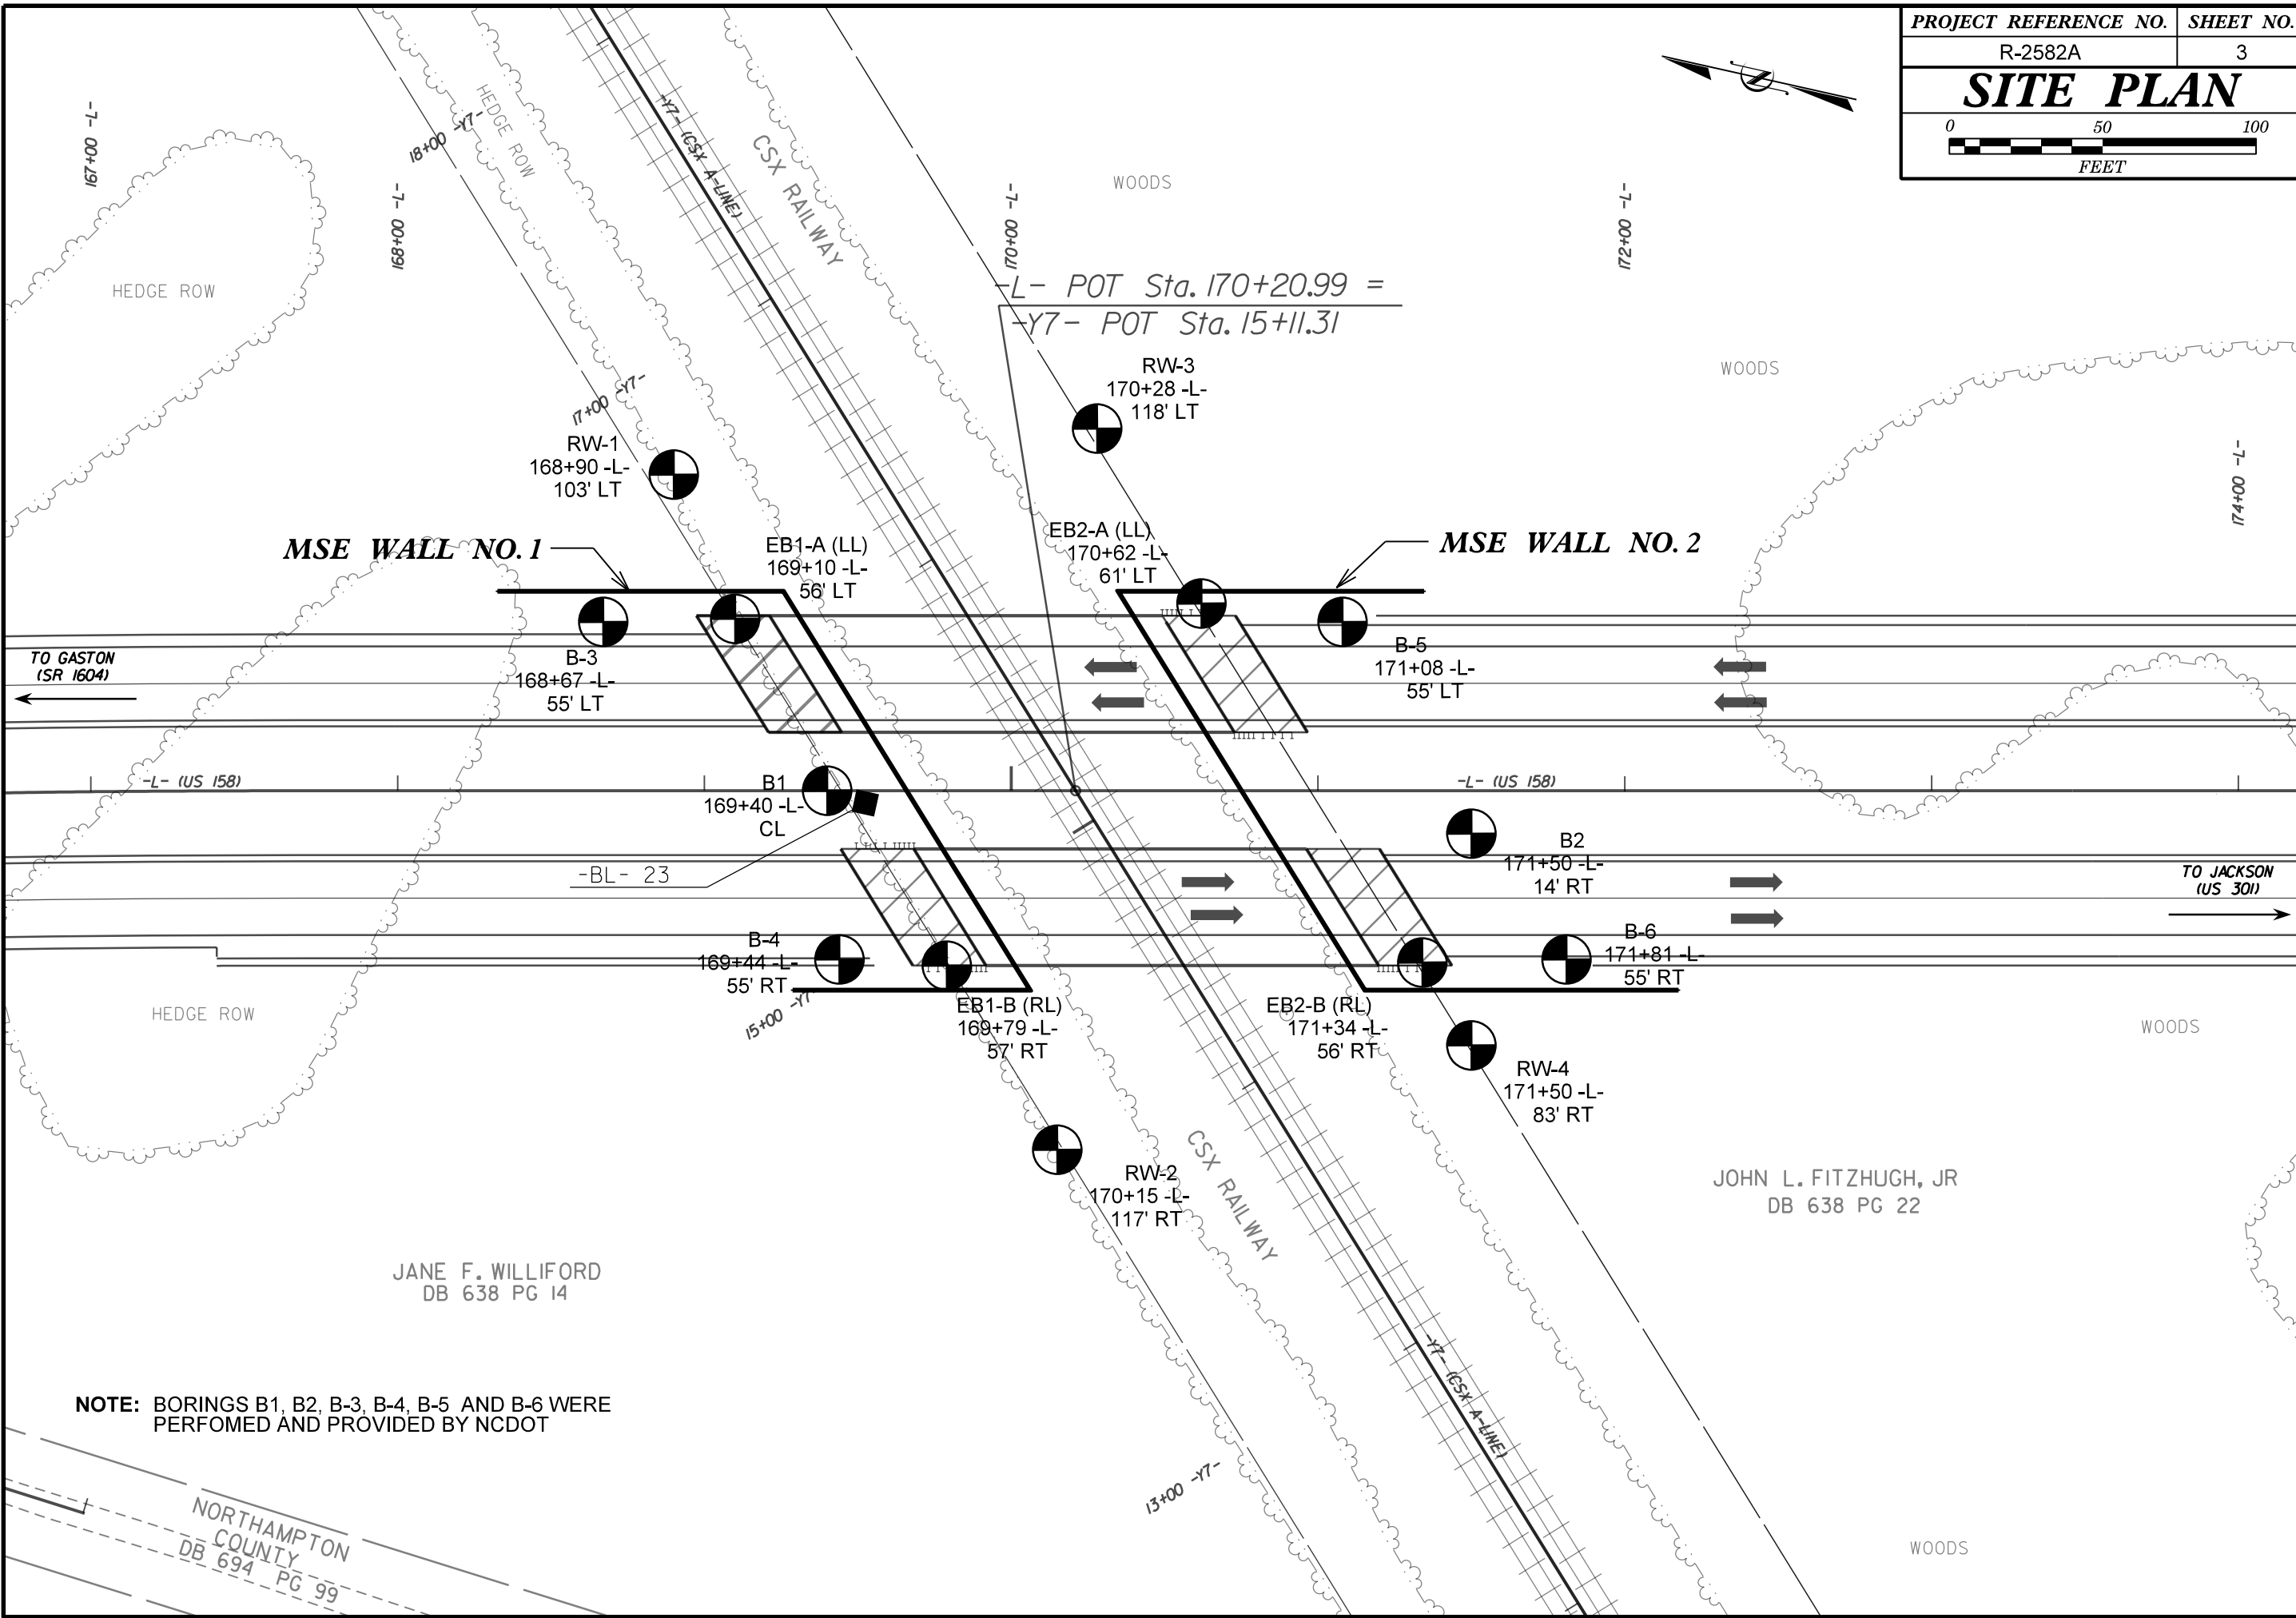 PROJECT REFERENCE NO.
SHEET NO.
R-2582A
3
SITE PLAN
0 50 100
FEET
167+00 -L-
168+00 -L-
170+00 -L-
172+00 -L-
174+00 -L-
18+00 -Y7-
17+00 -Y7-
15+00 -Y7-
13+00 -Y7-
HEDGE ROW
HEDGE ROW
HEDGE ROW
-Y7- (CSX A-LINE)
CSX RAILWAY
WOODS
WOODS
-L- POT Sta. 170+20.99 =
-Y7- POT Sta. 15+11.31
RW-3
170+28 -L-
118' LT
RW-1
168+90 -L-
103' LT
MSE WALL NO. 1
EB1-A (LL)
169+10 -L-
56' LT
EB2-A (LL)
170+62 -L-
61' LT
MSE WALL NO. 2
TO GASTON
(SR 1604)
B-3
168+67 -L-
55' LT
B-5
171+08 -L-
55' LT
-L- (US 158)
-L- (US 158)
B1
169+40 -L-
CL
-BL- 23
B2
171+50 -L-
14' RT
TO JACKSON
(US 301)
B-4
169+44 -L-
55' RT
B-6
171+81 -L-
55' RT
EB1-B (RL)
169+79 -L-
57' RT
EB2-B (RL)
171+34 -L-
56' RT
WOODS
RW-4
171+50 -L-
83' RT
RW-2
170+15 -L-
117' RT
CSX RAILWAY
JOHN L. FITZHUGH, JR
DB 638 PG 22
JANE F. WILLIFORD
DB 638 PG 14
-Y7- (CSX A-LINE)
NOTE: BORINGS B1, B2, B-3, B-4, B-5 AND B-6 WERE
PERFOMED AND PROVIDED BY NCDOT
NORTHAMPTON
COUNTY
DB 694 PG 99
WOODS